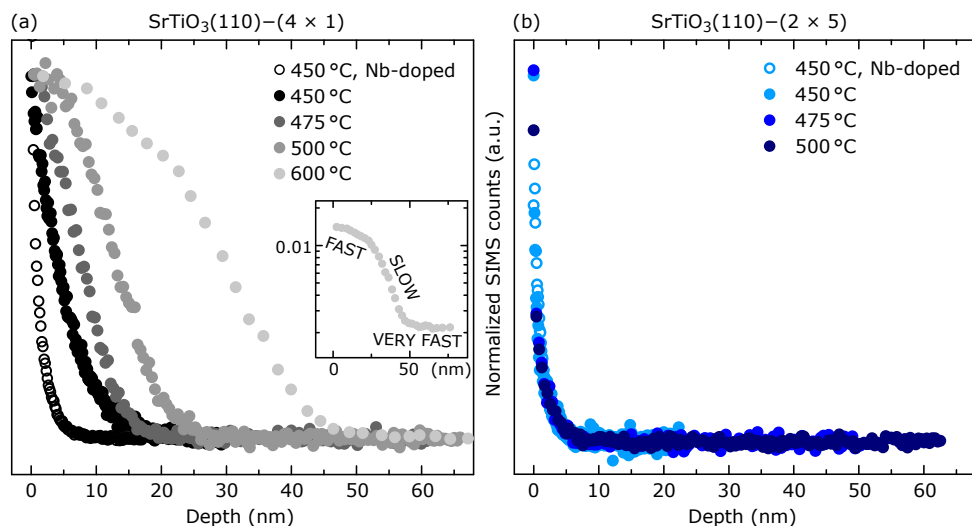 (a) SrTiO₃(110)−(4 × 1)
450 °C, Nb-doped
450 °C
475 °C
500 °C
600 °C
0.01
FAST
SLOW
VERY FAST
0 50 (nm)
0 10 20 30 40 50 60
Depth (nm)
(b) SrTiO₃(110)−(2 × 5)
Normalized SIMS counts (a.u.)
450 °C, Nb-doped
450 °C
475 °C
500 °C
0 10 20 30 40 50 60
Depth (nm)